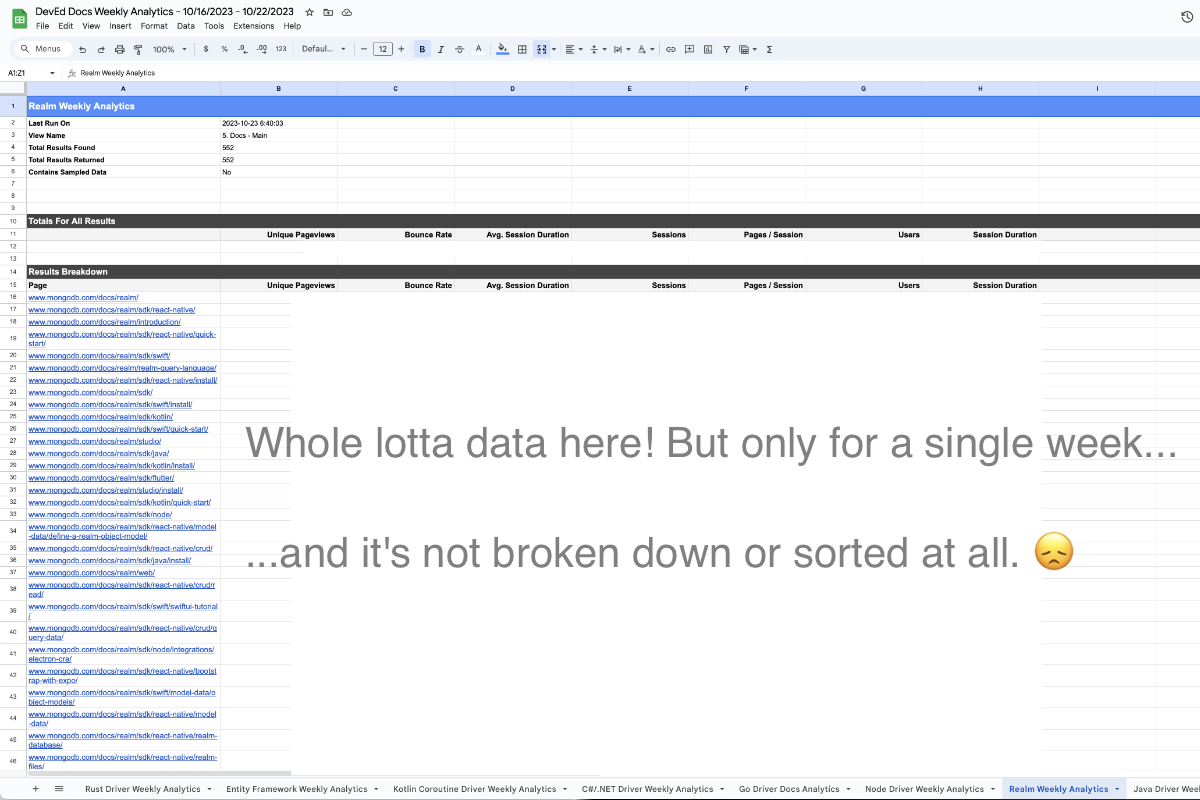 DevEd Docs Weekly Analytics - 10/16/2023 - 10/22/2023
File Edit View Insert Format Data Tools Extensions Help
Menus 100% $ % .0 .00 123 Defaul... 12 B I A
A1:Z1 fx Realm Weekly Analytics
A B C D E F G H I
1 Realm Weekly Analytics
2 Last Run On 2023-10-23 6:40:03
3 View Name 5. Docs - Main
4 Total Results Found 552
5 Total Results Returned 552
6 Contains Sampled Data No
7
8
9
10 Totals For All Results
11 Unique Pageviews Bounce Rate Avg. Session Duration Sessions Pages / Session Users Session Duration
12
13
14 Results Breakdown
15 Page Unique Pageviews Bounce Rate Avg. Session Duration Sessions Pages / Session Users Session Duration
16 www.mongodb.com/docs/realm/
17 www.mongodb.com/docs/realm/sdk/react-native/
18 www.mongodb.com/docs/realm/introduction/
19 www.mongodb.com/docs/realm/sdk/react-native/quick-
start/
20 www.mongodb.com/docs/realm/sdk/swift/
21 www.mongodb.com/docs/realm/realm-query-language/
22 www.mongodb.com/docs/realm/sdk/react-native/install/
23 www.mongodb.com/docs/realm/sdk/
24 www.mongodb.com/docs/realm/sdk/swift/install/
25 www.mongodb.com/docs/realm/sdk/kotlin/
26 www.mongodb.com/docs/realm/sdk/swift/quick-start/
27 www.mongodb.com/docs/realm/studio/
28 www.mongodb.com/docs/realm/sdk/java/
29 www.mongodb.com/docs/realm/sdk/kotlin/install/
30 www.mongodb.com/docs/realm/sdk/flutter/
31 www.mongodb.com/docs/realm/studio/install/
32 www.mongodb.com/docs/realm/sdk/kotlin/quick-start/
33 www.mongodb.com/docs/realm/sdk/node/
34 www.mongodb.com/docs/realm/sdk/react-native/model
-data/define-a-realm-object-model/
35 www.mongodb.com/docs/realm/sdk/react-native/crud/
36 www.mongodb.com/docs/realm/sdk/java/install/
37 www.mongodb.com/docs/realm/web/
38 www.mongodb.com/docs/realm/sdk/react-native/crud/r
ead/
39 www.mongodb.com/docs/realm/sdk/swift/swiftui-tutorial
/
40 www.mongodb.com/docs/realm/sdk/react-native/crud/q
uery-data/
41 www.mongodb.com/docs/realm/sdk/node/integrations/
electron-cra/
42 www.mongodb.com/docs/realm/sdk/react-native/bootst
rap-with-expo/
43 www.mongodb.com/docs/realm/sdk/swift/model-data/o
bject-models/
44 www.mongodb.com/docs/realm/sdk/react-native/model
-data/
45 www.mongodb.com/docs/realm/sdk/react-native/realm-
database/
46 www.mongodb.com/docs/realm/sdk/react-native/realm-
files/
Whole lotta data here! But only for a single week...
...and it's not broken down or sorted at all. 😞
Rust Driver Weekly Analytics Entity Framework Weekly Analytics Kotlin Coroutine Driver Weekly Analytics C#/.NET Driver Weekly Analytics Go Driver Docs Analytics Node Driver Weekly Analytics Realm Weekly Analytics Java Driver Wee